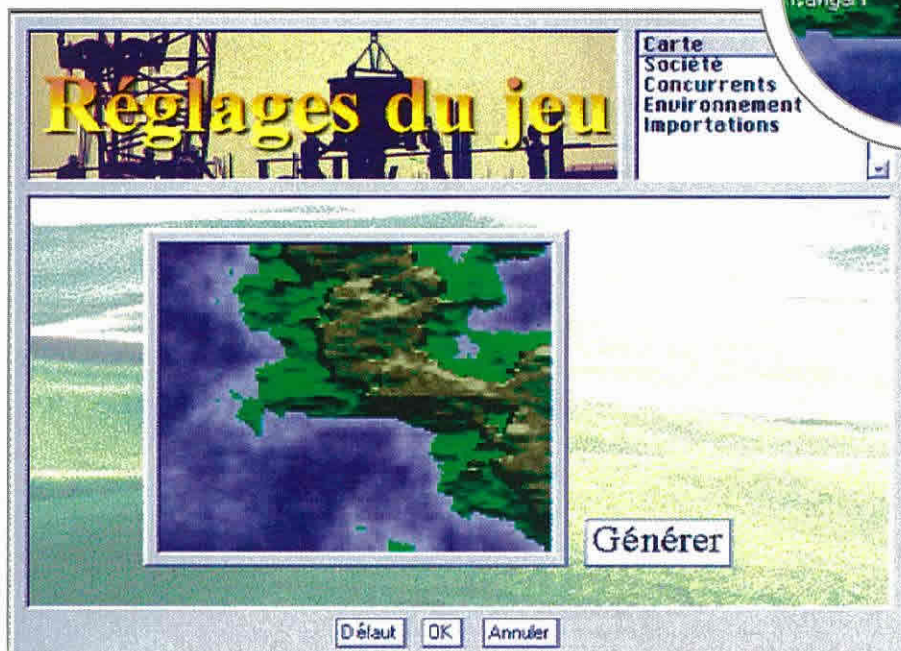 Réglages du jeu
Carte
Société
Concurrents
Environnement
Importations
Générer
Défaut
OK
Annuler